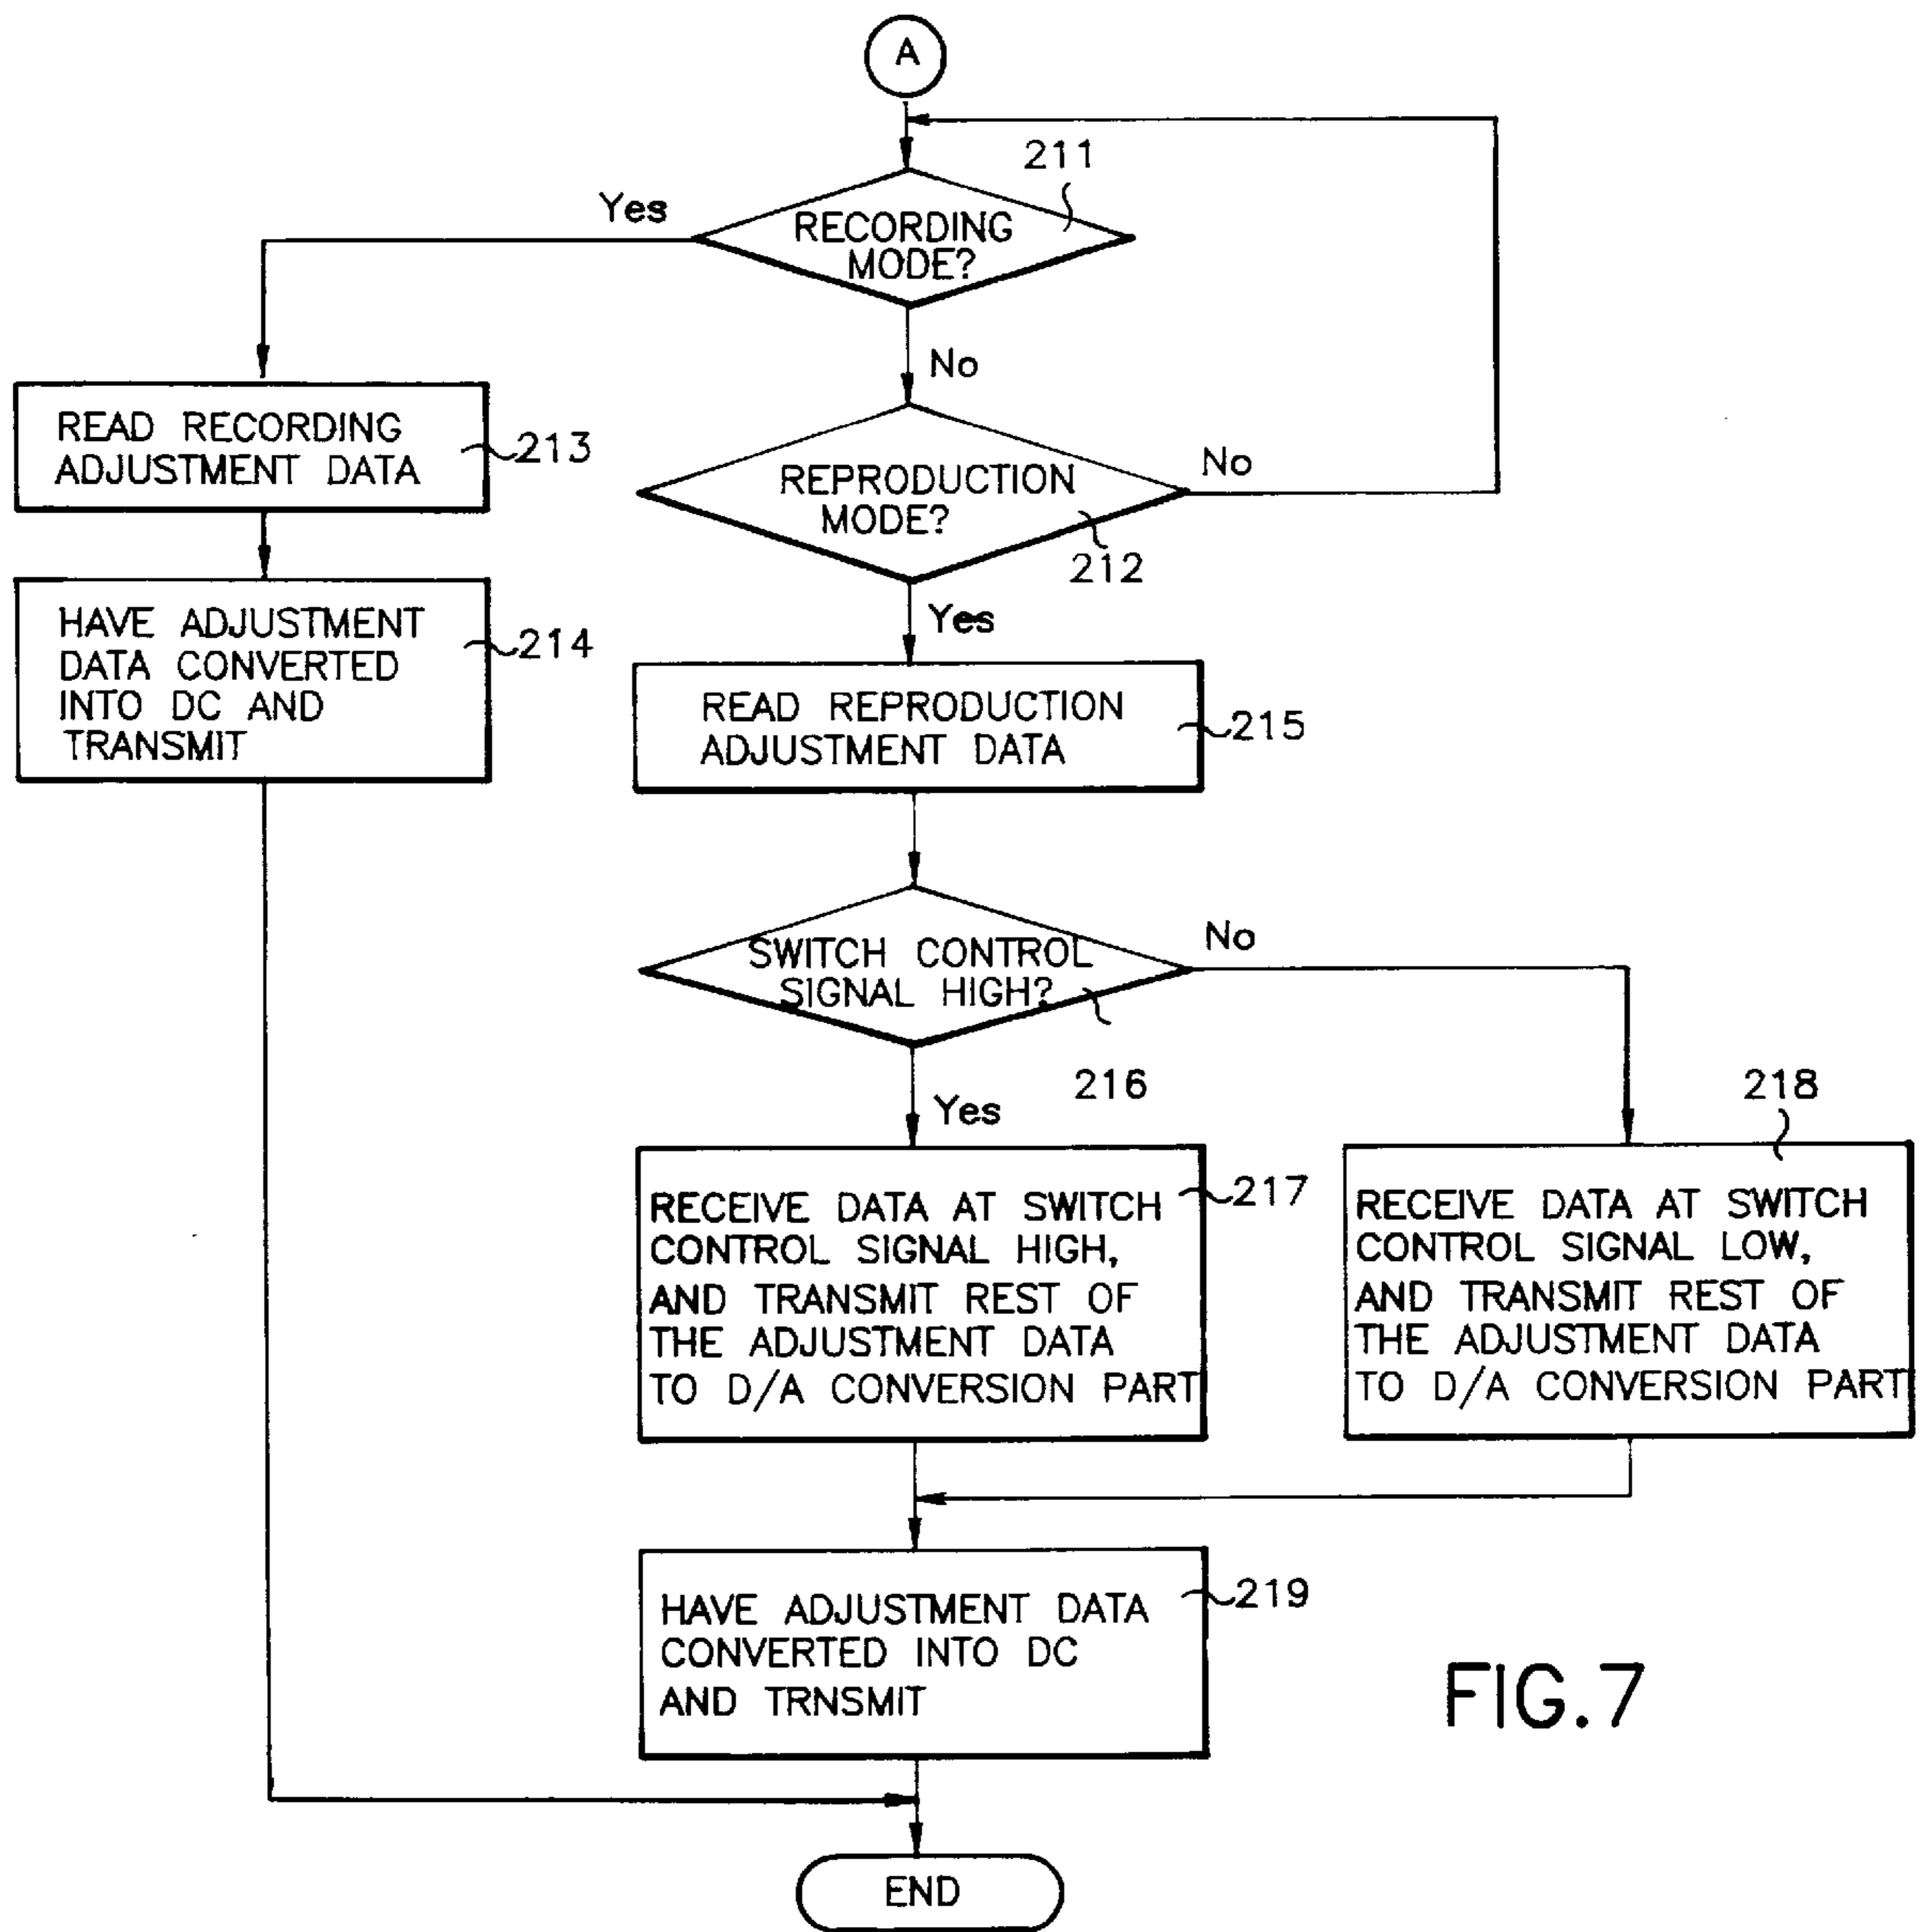 A
211
Yes
RECORDING
MODE?
No
READ RECORDING
ADJUSTMENT DATA
213
REPRODUCTION
MODE?
No
212
HAVE ADJUSTMENT
DATA CONVERTED
INTO DC AND
TRANSMIT
214
Yes
READ REPRODUCTION
ADJUSTMENT DATA
215
SWITCH CONTROL
SIGNAL HIGH?
No
216
Yes
218
RECEIVE DATA AT SWITCH
CONTROL SIGNAL HIGH,
AND TRANSMIT REST OF
THE ADJUSTMENT DATA
TO D/A CONVERSION PART
217
RECEIVE DATA AT SWITCH
CONTROL SIGNAL LOW,
AND TRANSMIT REST OF
THE ADJUSTMENT DATA
TO D/A CONVERSION PART
HAVE ADJUSTMENT DATA
CONVERTED INTO DC
AND TRNSMIT
219
FIG.7
END